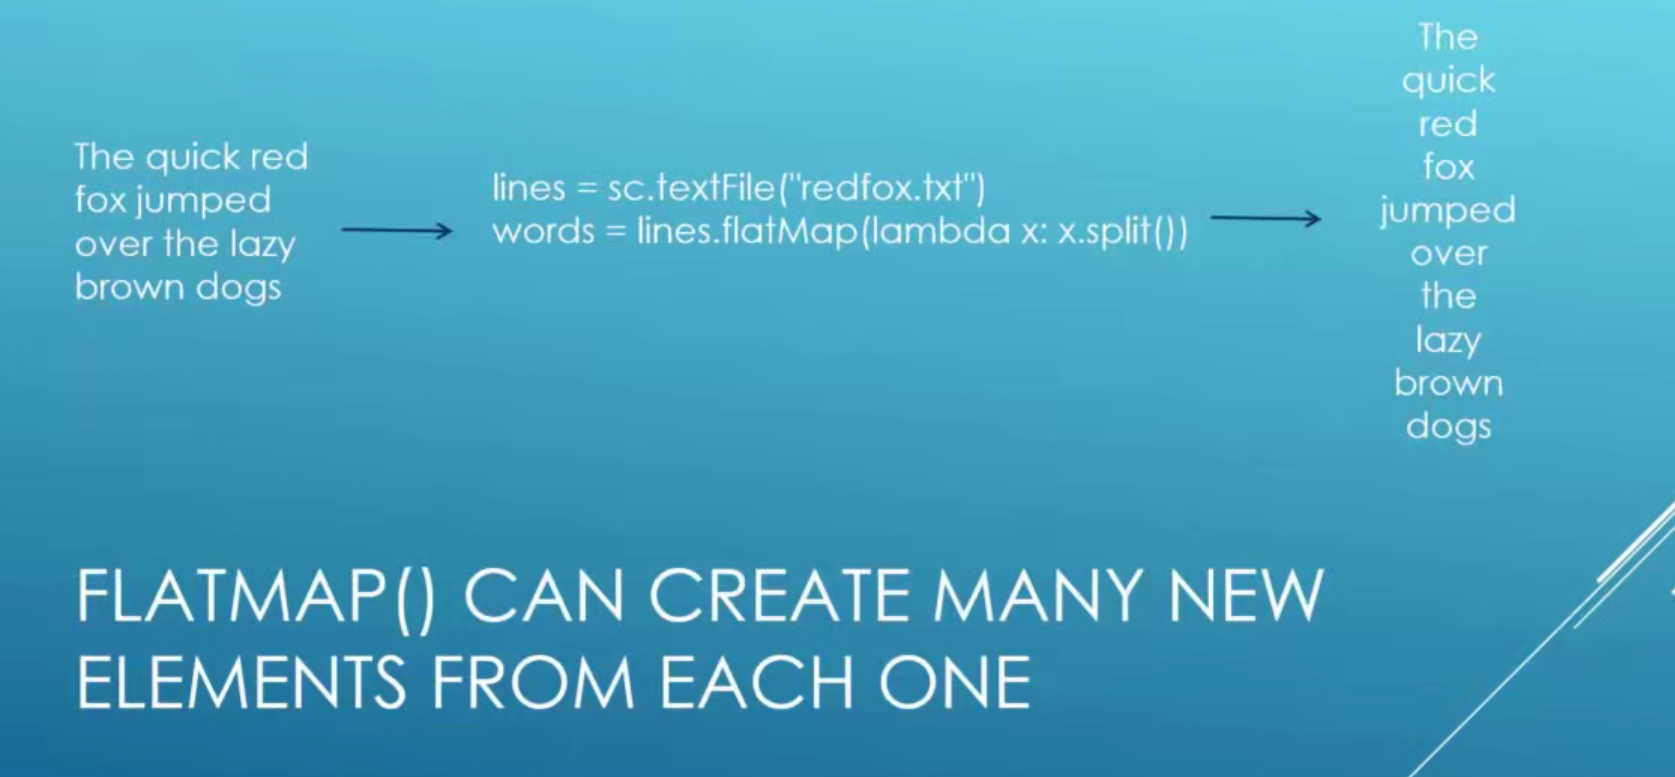 The quick red
fox jumped
over the lazy
brown dogs
lines = sc.textFile("redfox.txt")
words = lines.flatMap(lambda x: x.split())
The
quick
red
fox
jumped
over
the
lazy
brown
dogs
FLATMAP() CAN CREATE MANY NEW
ELEMENTS FROM EACH ONE